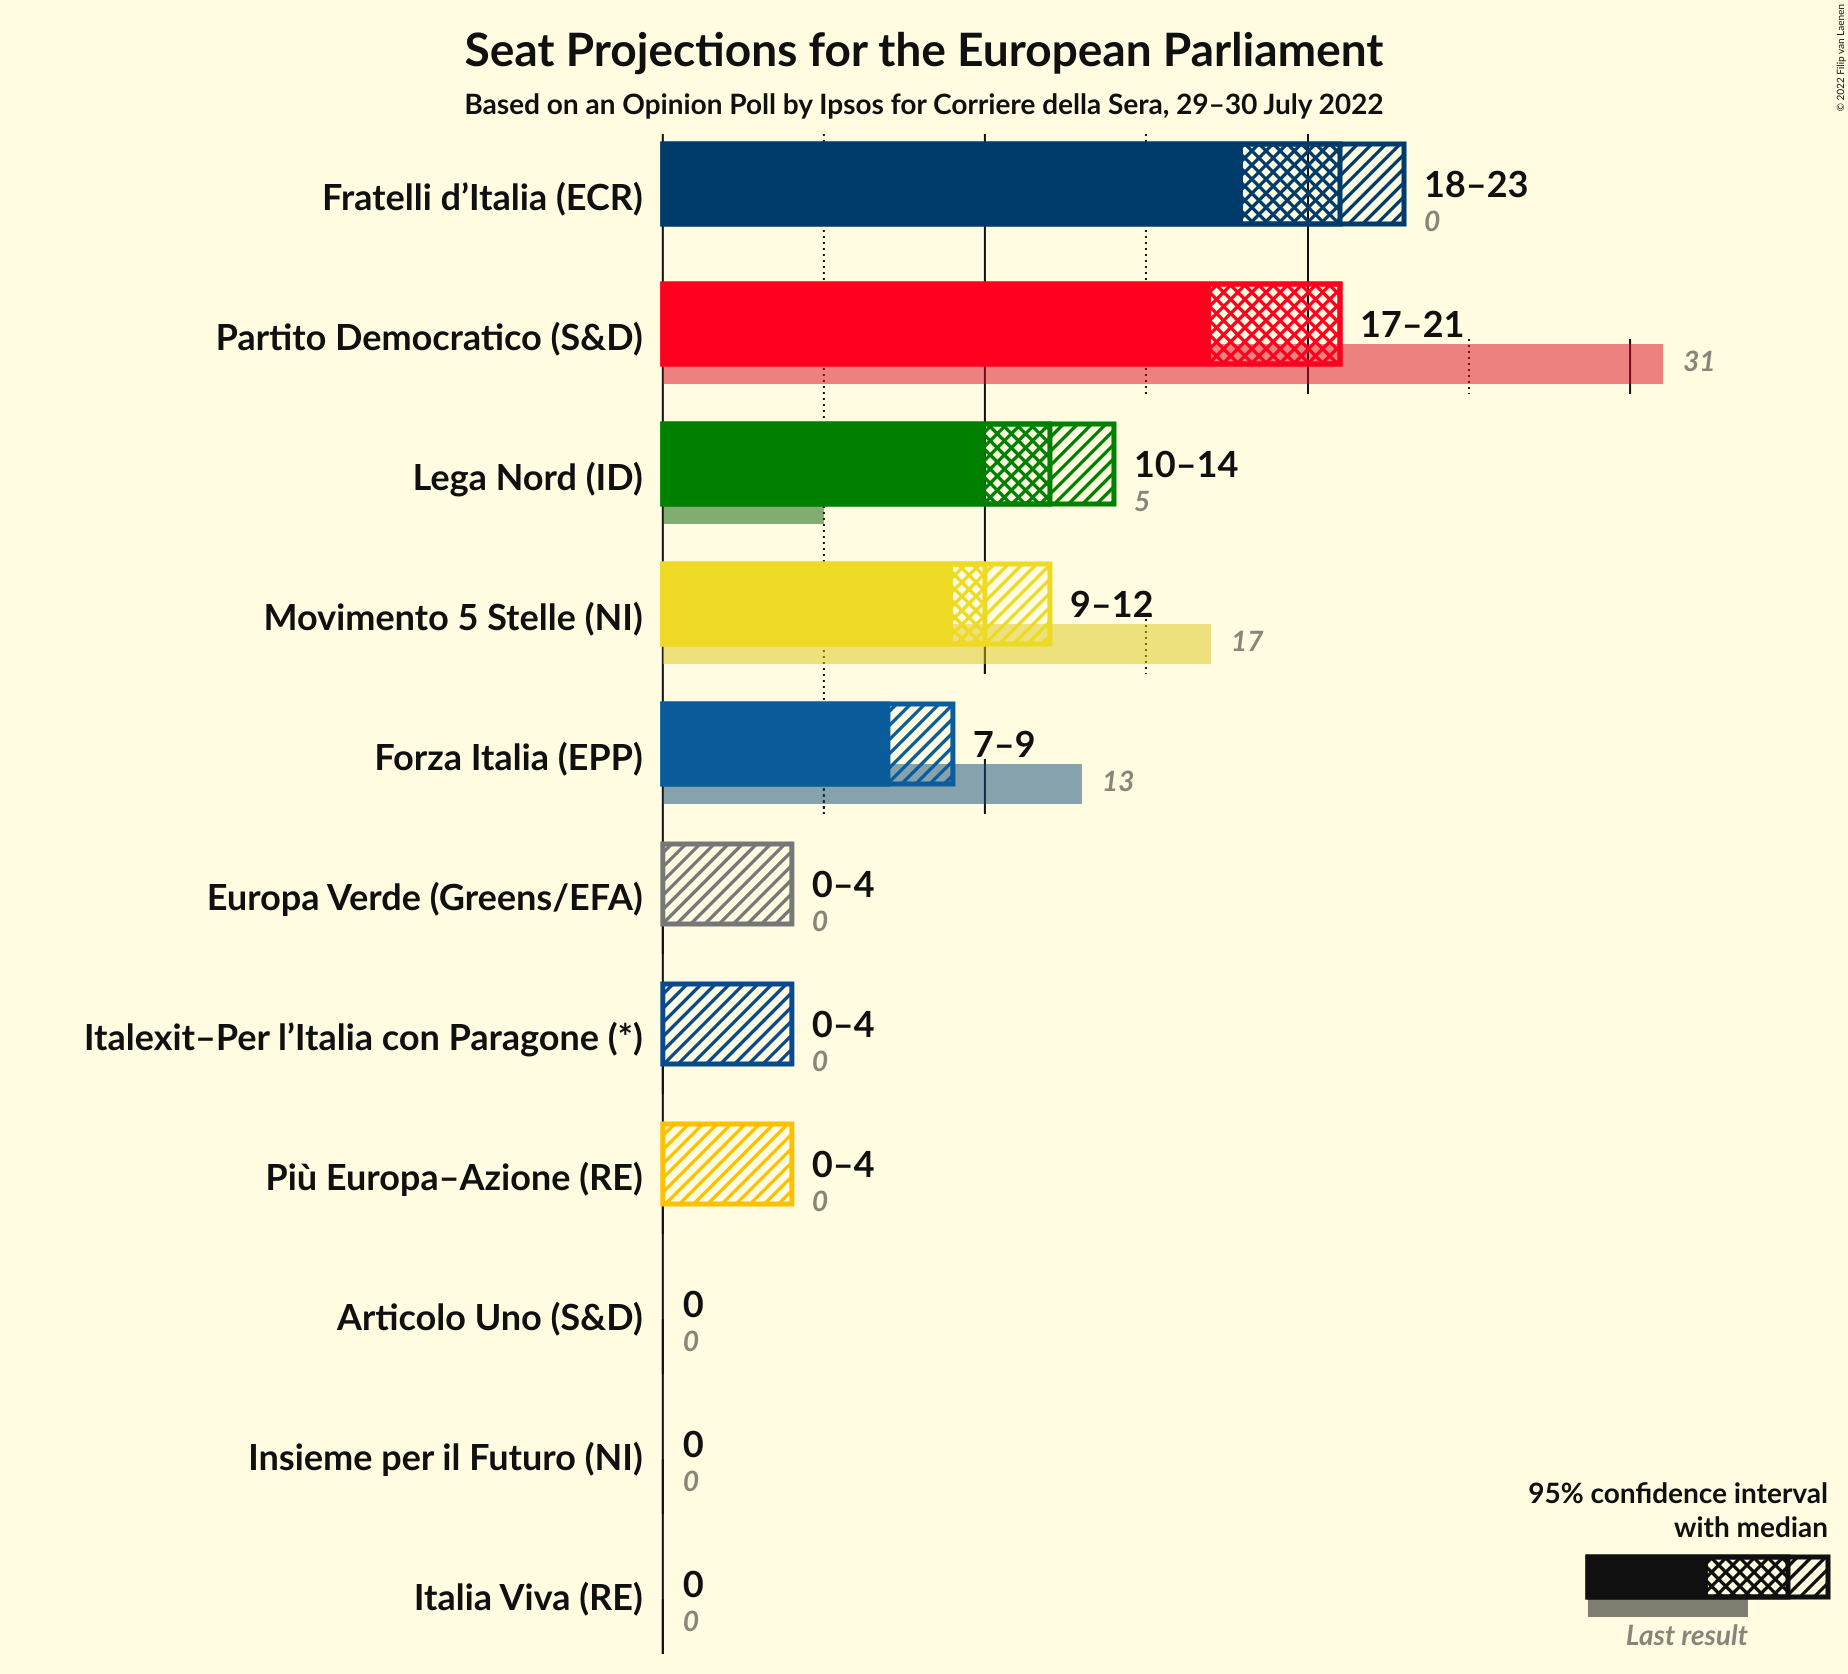 Seat Projections for the European Parliament
Based on an Opinion Poll by Ipsos for Corriere della Sera, 29–30 July 2022
© 2022 Filip van Laenen
Fratelli d’Italia (ECR)
18–23
0
Partito Democratico (S&D)
17–21
31
Lega Nord (ID)
10–14
5
Movimento 5 Stelle (NI)
9–12
17
Forza Italia (EPP)
7–9
13
Europa Verde (Greens/EFA)
0–4
0
Italexit–Per l’Italia con Paragone (*)
0–4
0
Più Europa–Azione (RE)
0–4
0
Articolo Uno (S&D)
0
0
Insieme per il Futuro (NI)
0
0
Italia Viva (RE)
0
0
95% confidence interval
with median
Last result